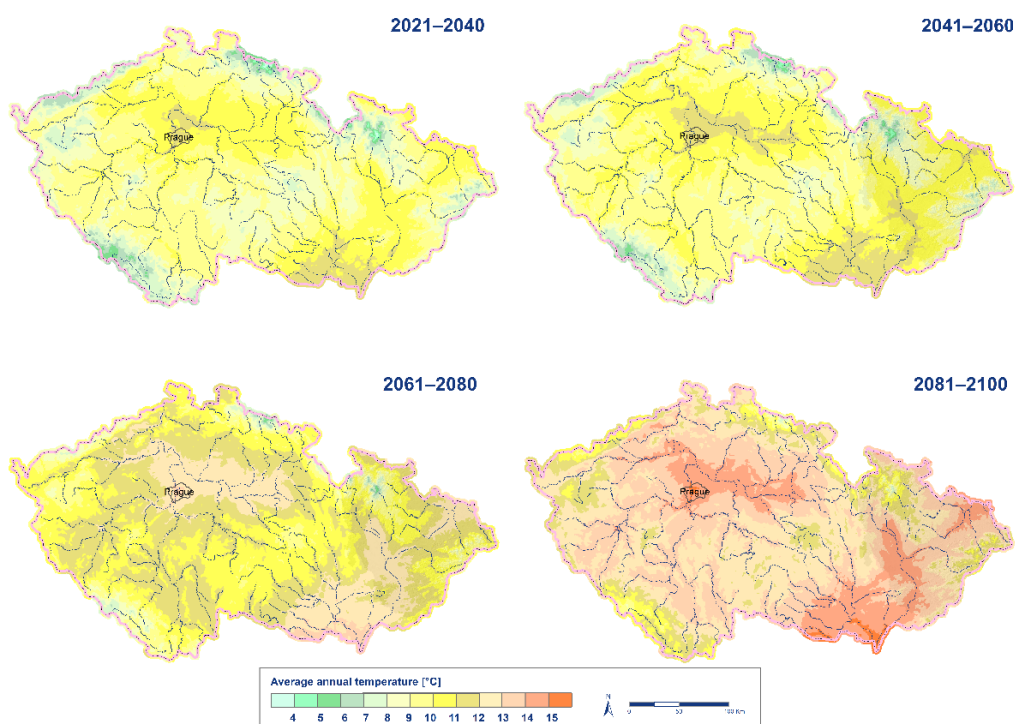 2021–2040
2041–2060
Prague
Prague
2061–2080
2081–2100
Prague
Prague
Average annual temperature [°C]
4 5 6 7 8 9 10 11 12 13 14 15
N
0 50 100 Km